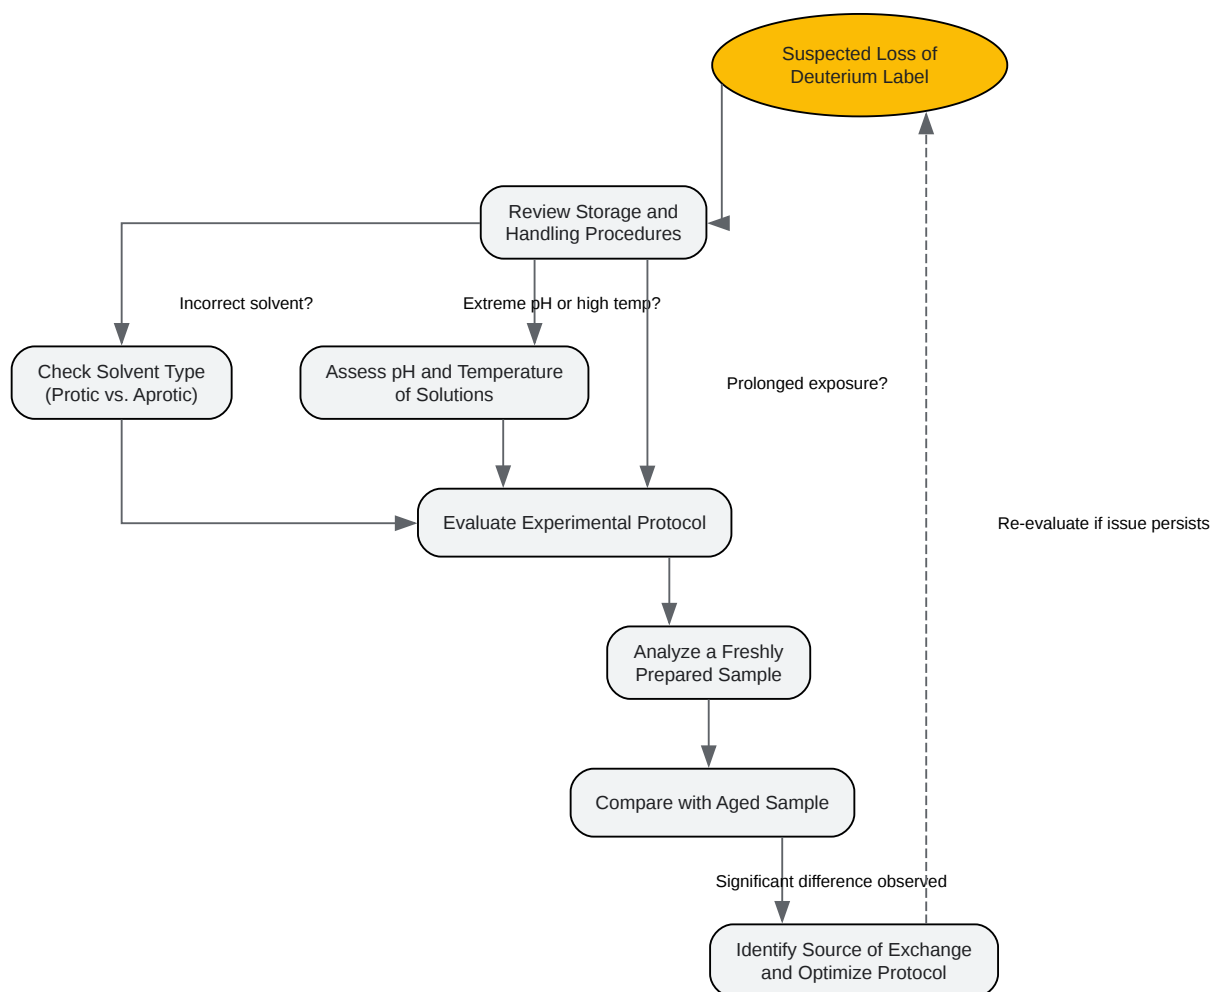 Suspected Loss of
Deuterium Label
Review Storage and
Handling Procedures
Incorrect solvent?
Extreme pH or high temp?
Check Solvent Type
(Protic vs. Aprotic)
Assess pH and Temperature
of Solutions
Prolonged exposure?
Evaluate Experimental Protocol
Re-evaluate if issue persists
Analyze a Freshly
Prepared Sample
Compare with Aged Sample
Significant difference observed
Identify Source of Exchange
and Optimize Protocol